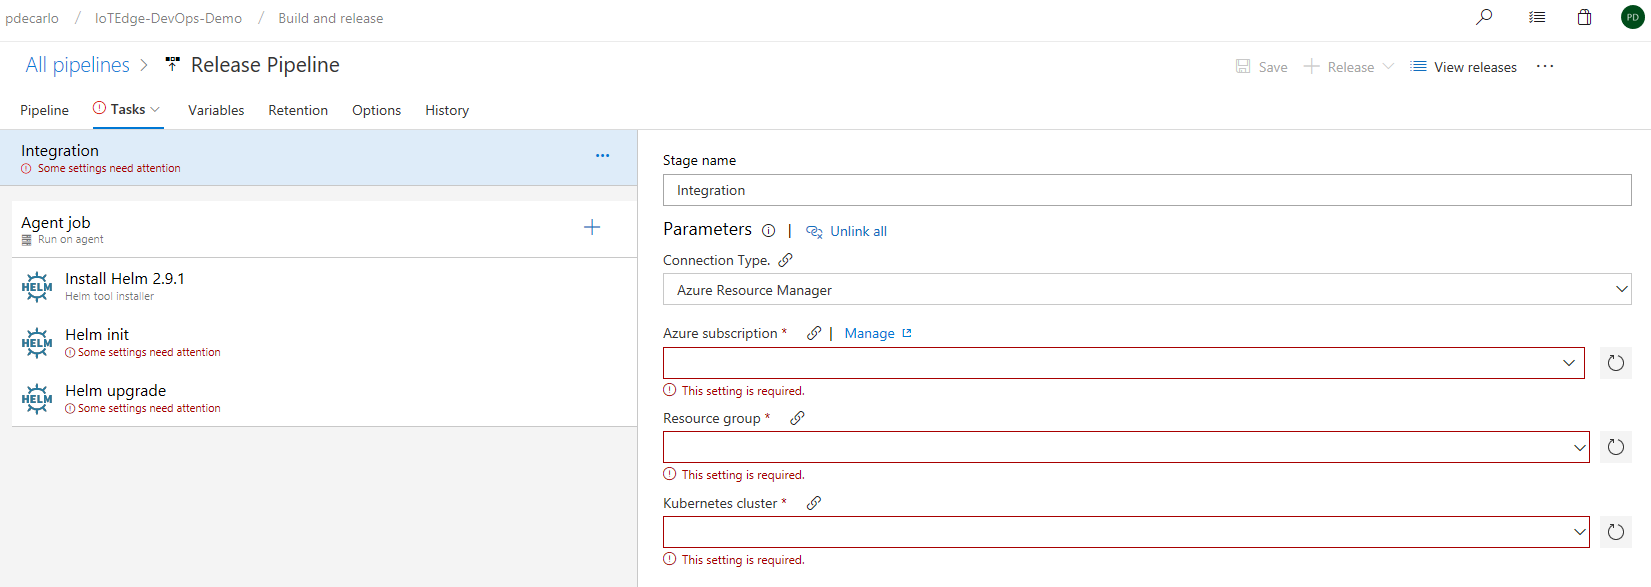 pdecarlo / IoTEdge-DevOps-Demo / Build and release
PD
All pipelines > Release Pipeline
Save Release View releases ...
Pipeline Tasks Variables Retention Options History
Integration
Some settings need attention
...
Agent job
Run on agent
HELM
Install Helm 2.9.1
Helm tool installer
HELM
Helm init
Some settings need attention
HELM
Helm upgrade
Some settings need attention
Stage name
Integration
Parameters | Unlink all
Connection Type.
Azure Resource Manager
Azure subscription * | Manage
This setting is required.
Resource group *
This setting is required.
Kubernetes cluster *
This setting is required.